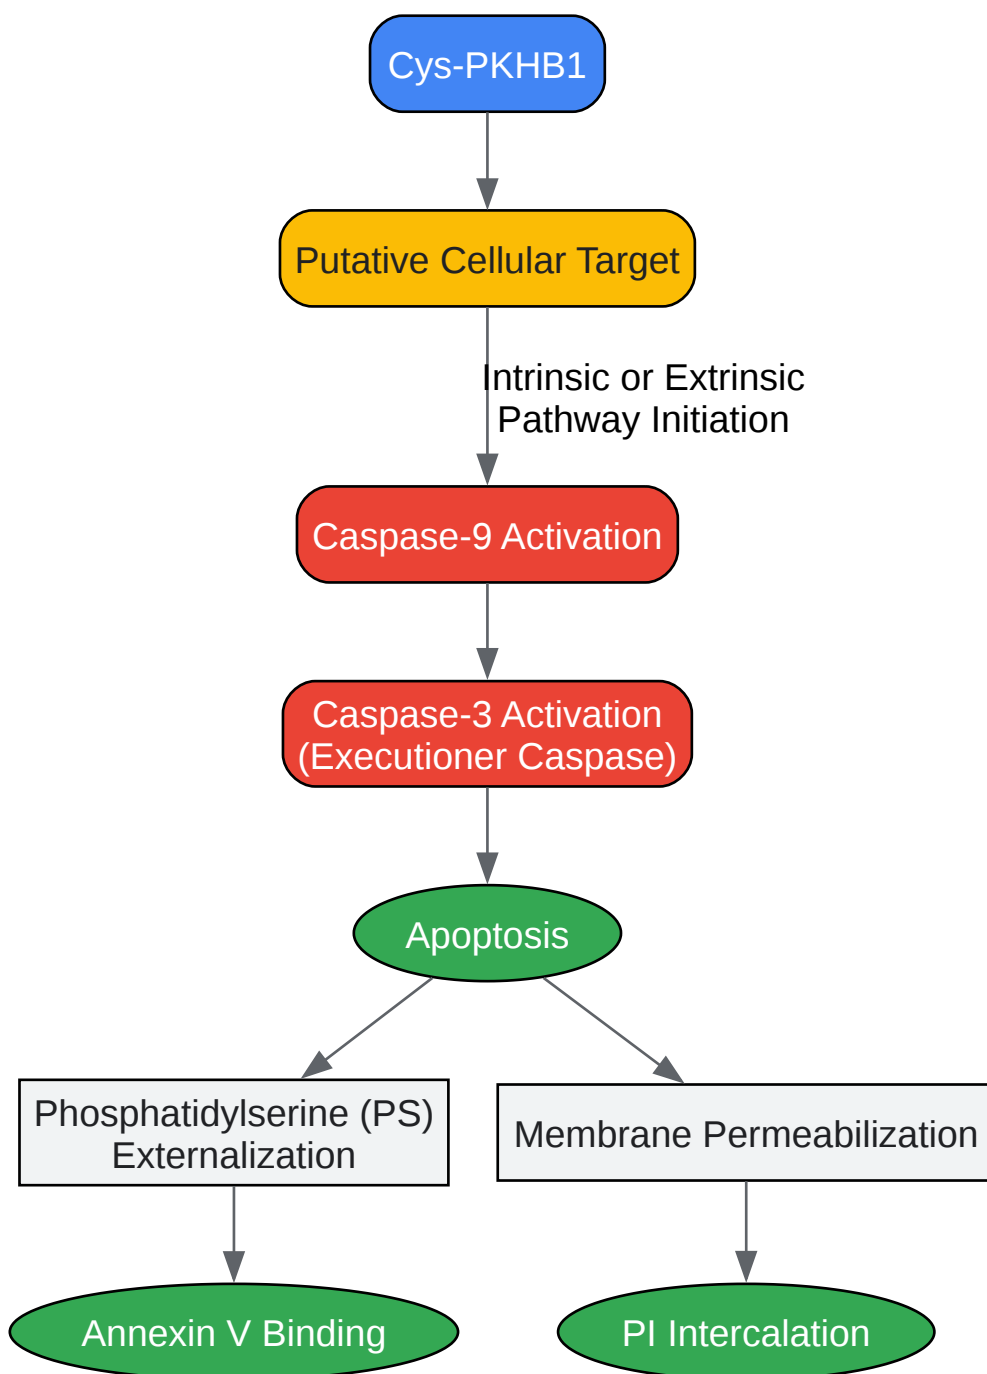 Cys-PKHB1
Putative Cellular Target
Intrinsic or Extrinsic
Pathway Initiation
Caspase-9 Activation
Caspase-3 Activation
(Executioner Caspase)
Apoptosis
Phosphatidylserine (PS)
Externalization
Membrane Permeabilization
Annexin V Binding
PI Intercalation